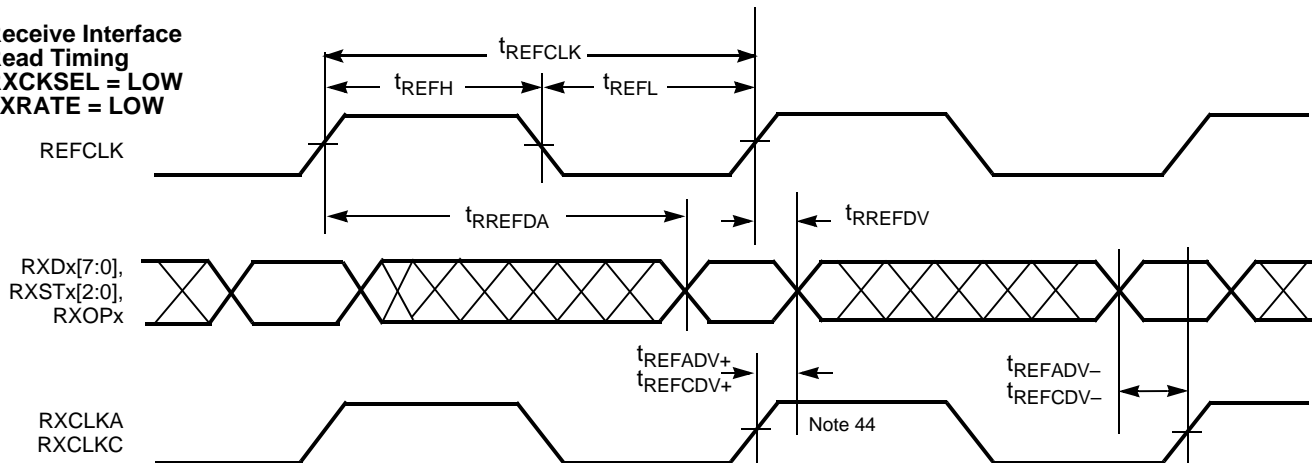 eceive Interface
ead Timing
XCKSEL = LOW
XRATE = LOW
tREFCLK
tREFH
tREFL
REFCLK
tRREFDA
tRREFDV
RXDx[7:0],
RXSTx[2:0],
RXOPx
tREFADV+
tREFCDV+
tREFADV–
tREFCDV–
RXCLKA
RXCLKC
Note 44